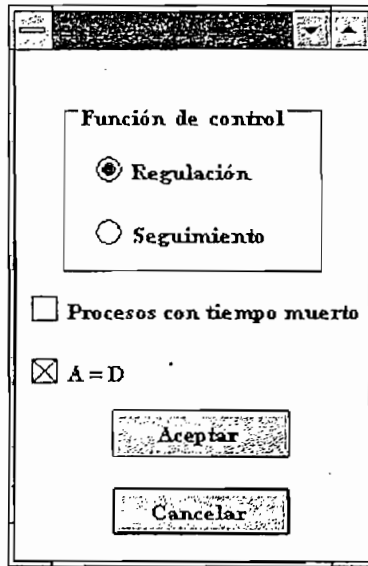 Función de control
Regulación
Seguimiento
Procesos con tiempo muerto
A = D
Aceptar
Cancelar